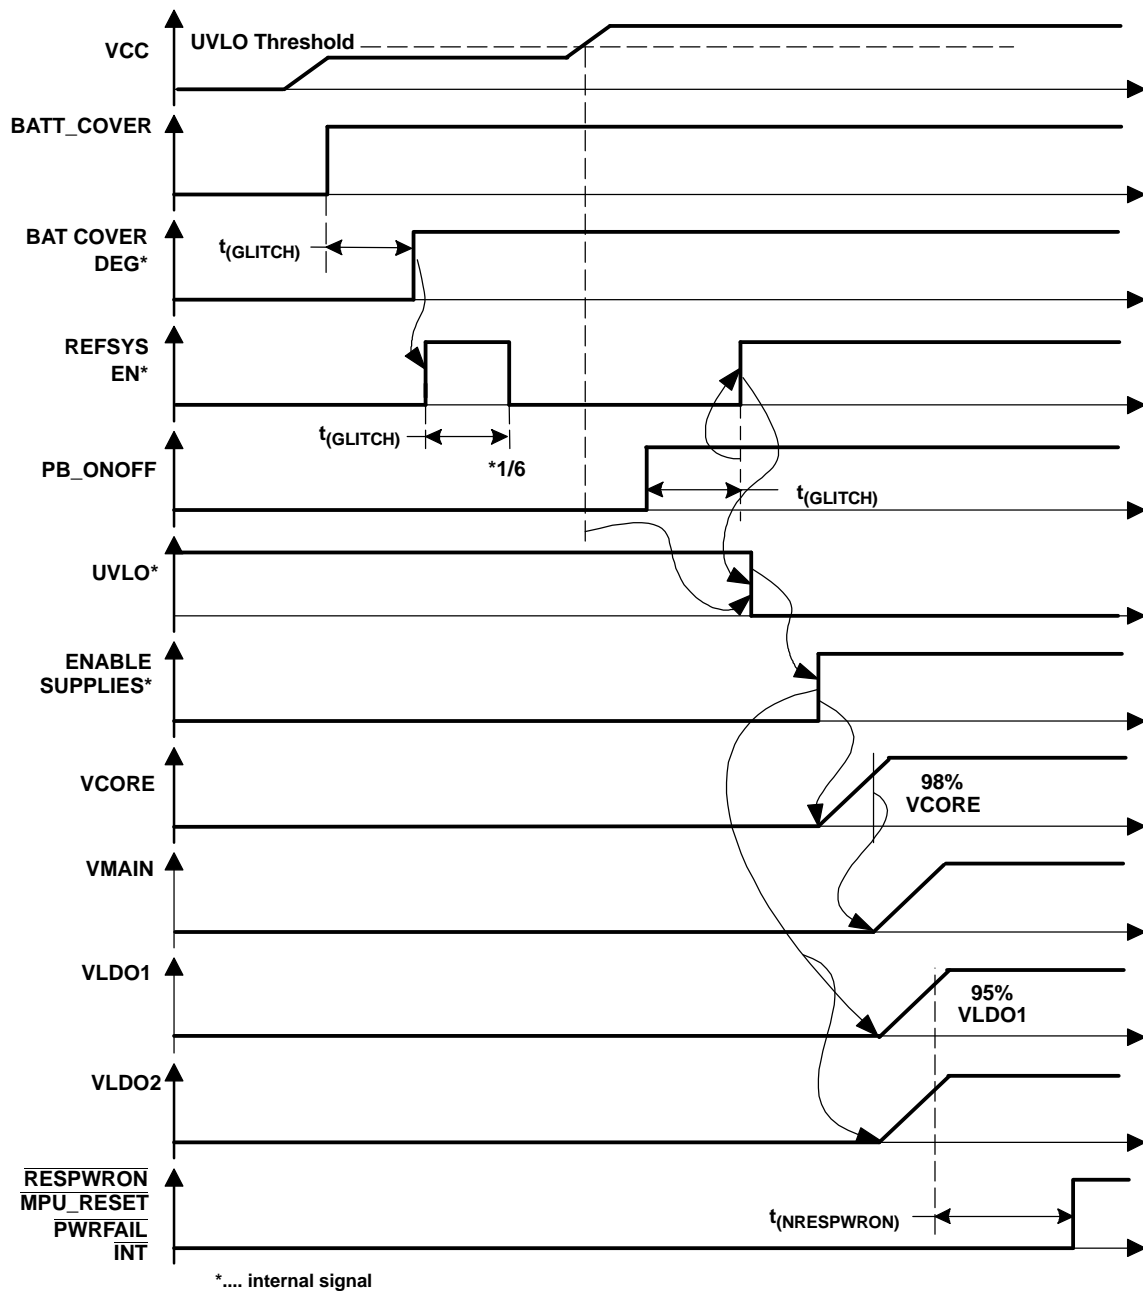 VCC
UVLO Threshold
BATT_COVER
BAT COVER
DEG*
t(GLITCH)
REFSYS
EN*
t(GLITCH)
*1/6
PB_ONOFF
t(GLITCH)
UVLO*
ENABLE
SUPPLIES*
VCORE
98%
VCORE
VMAIN
VLDO1
95%
VLDO1
VLDO2
RESPWRON
MPU_RESET
PWRFAIL
INT
t(NRESPWRON)
*.... internal signal